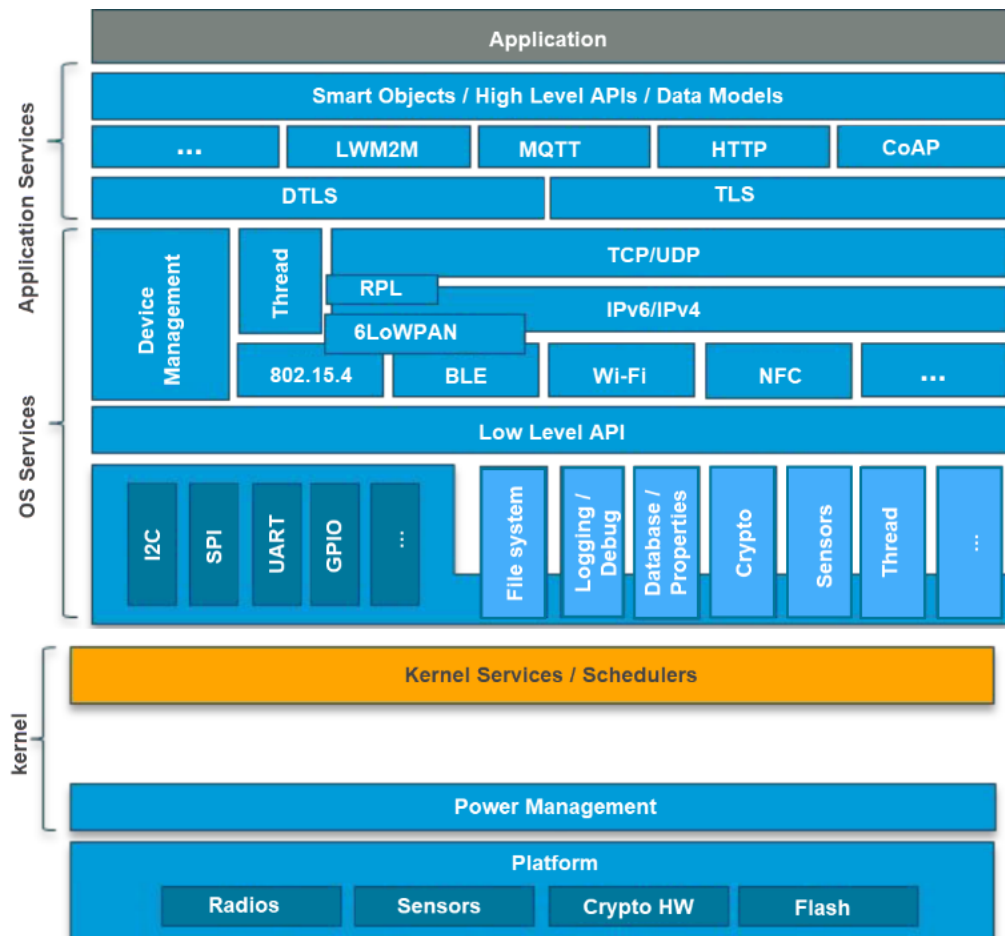 Application
Smart Objects / High Level APIs / Data Models
...
LWM2M
MQTT
HTTP
CoAP
DTLS
TLS
Application Services
Device
Management
Thread
TCP/UDP
RPL
IPv6/IPv4
6LoWPAN
802.15.4
BLE
Wi-Fi
NFC
...
Low Level API
OS Services
I2C
SPI
UART
GPIO
...
File system
Logging /
Debug
Database /
Properties
Crypto
Sensors
Thread
...
Kernel Services / Schedulers
kernel
Power Management
Platform
Radios
Sensors
Crypto HW
Flash